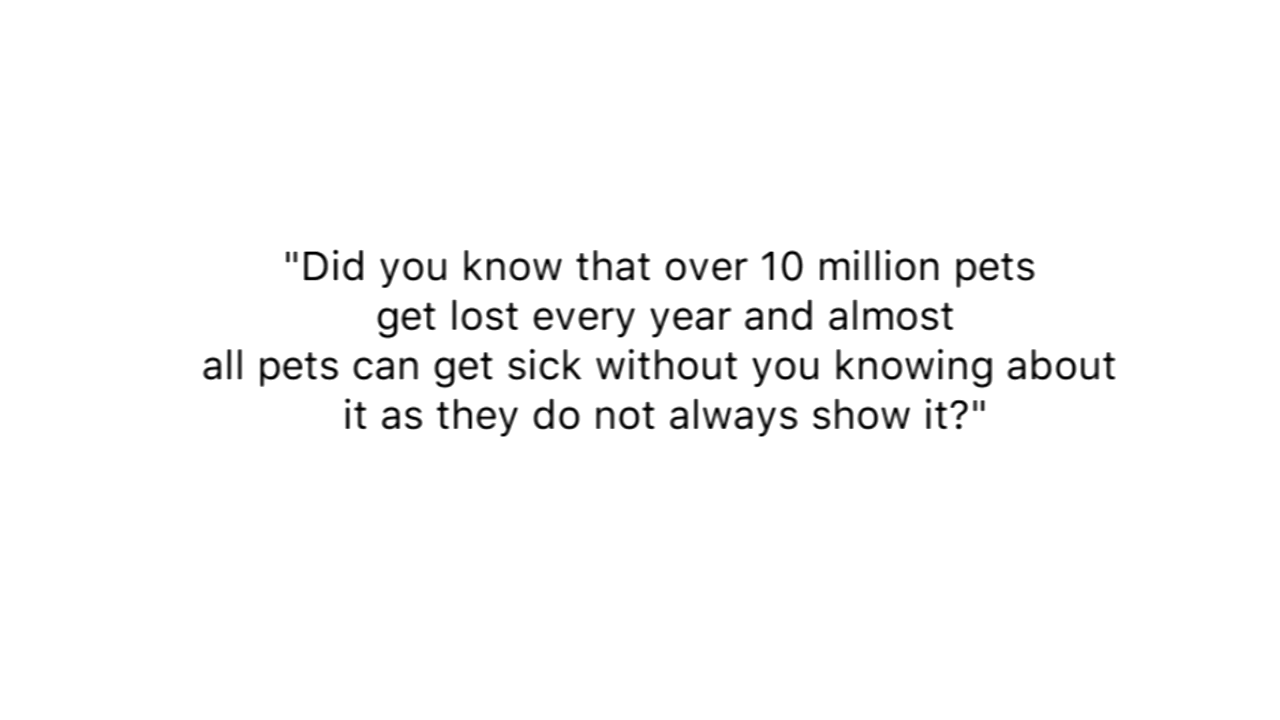 "Did you know that over 10 million pets
get lost every year and almost
all pets can get sick without you knowing about
it as they do not always show it?"